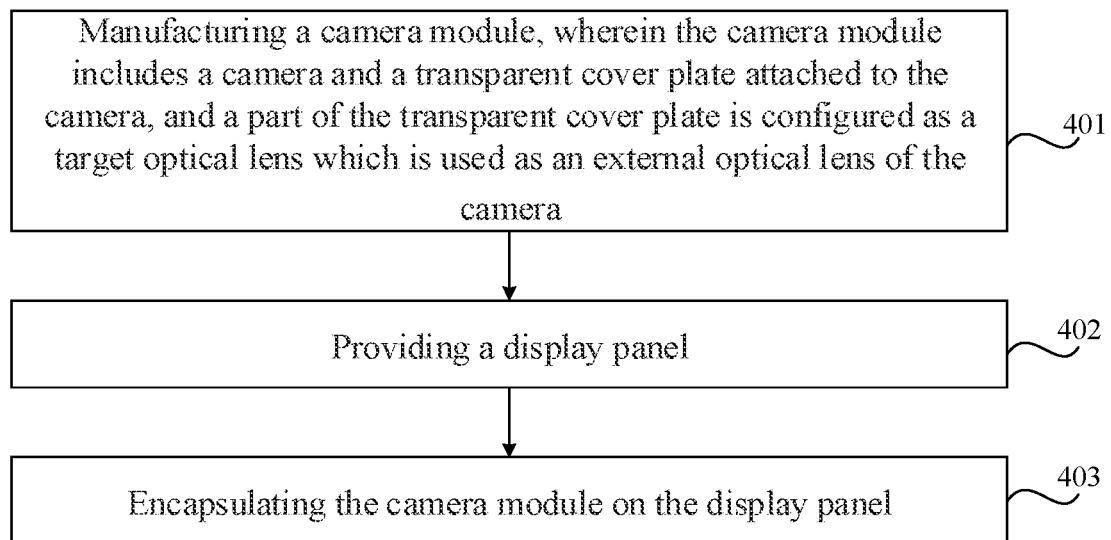 Manufacturing a camera module, wherein the camera module
includes a camera and a transparent cover plate attached to the
camera, and a part of the transparent cover plate is configured as a
target optical lens which is used as an external optical lens of the
camera
401
Providing a display panel
402
Encapsulating the camera module on the display panel
403